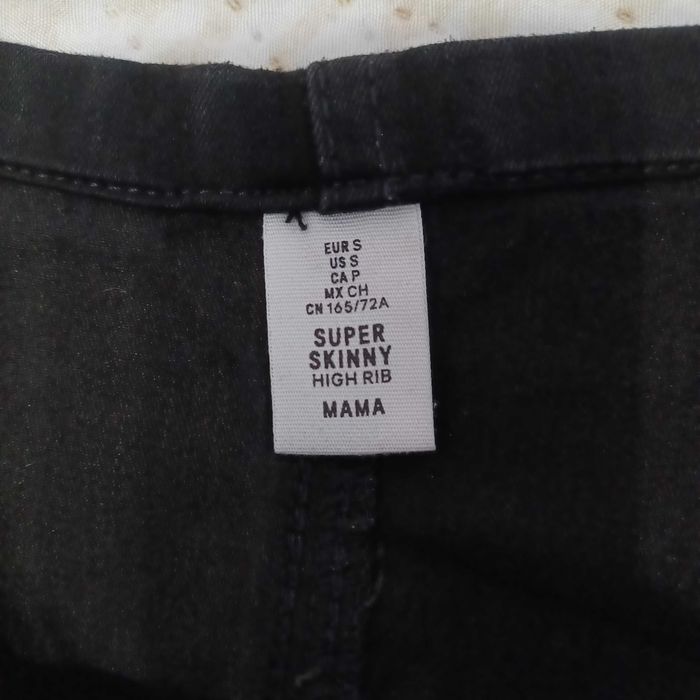 EUR S
US S
CA P
MX CH
CN 165/72A
SUPER
SKINNY
HIGH RIB
MAMA